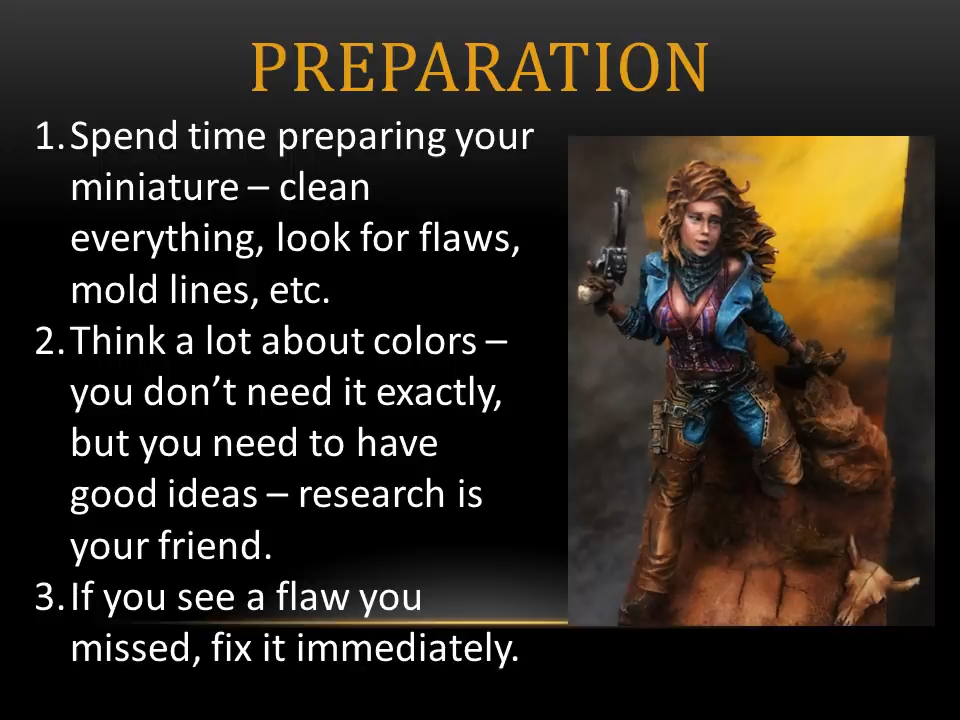 PREPARATION
1. Spend time preparing your
miniature – clean
everything, look for flaws,
mold lines, etc.
2. Think a lot about colors –
you don’t need it exactly,
but you need to have
good ideas – research is
your friend.
3. If you see a flaw you
missed, fix it immediately.